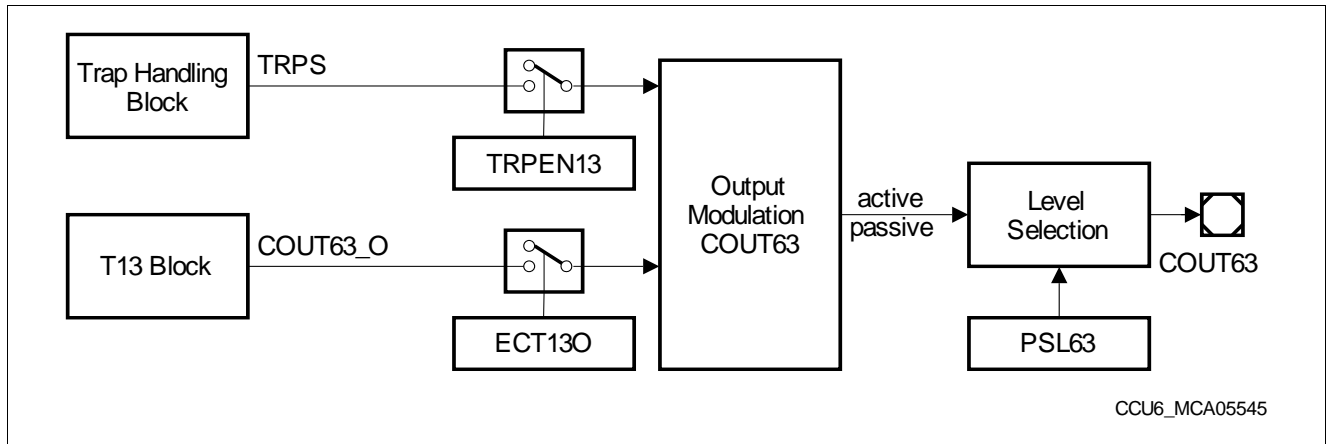 Trap Handling
Block
TRPS
TRPEN13
T13 Block
COUT63_O
ECT13O
Output
Modulation
COUT63
active
passive
Level
Selection
COUT63
PSL63
CCU6_MCA05545